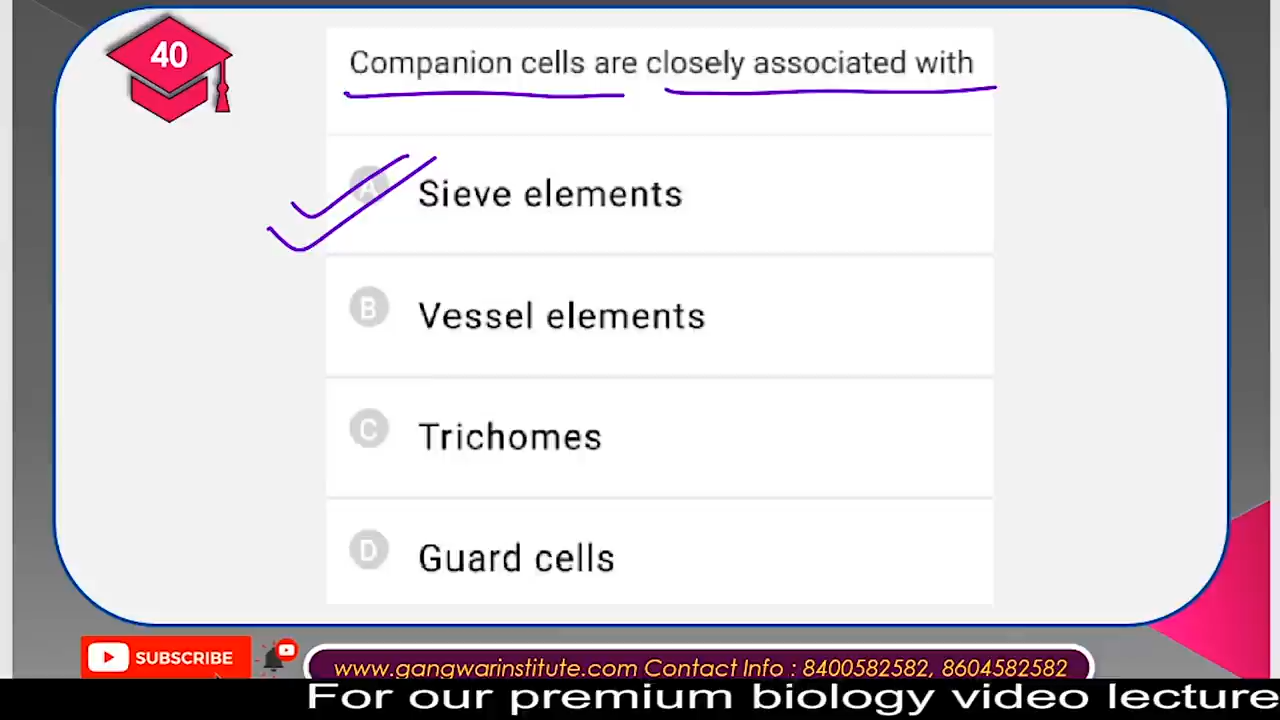 40
Companion cells are closely associated with
A Sieve elements
B Vessel elements
C Trichomes
D Guard cells
SUBSCRIBE
www.gangwarinstitute.com Contact Info : 8400582582, 8604582582
For our premium biology video lecture